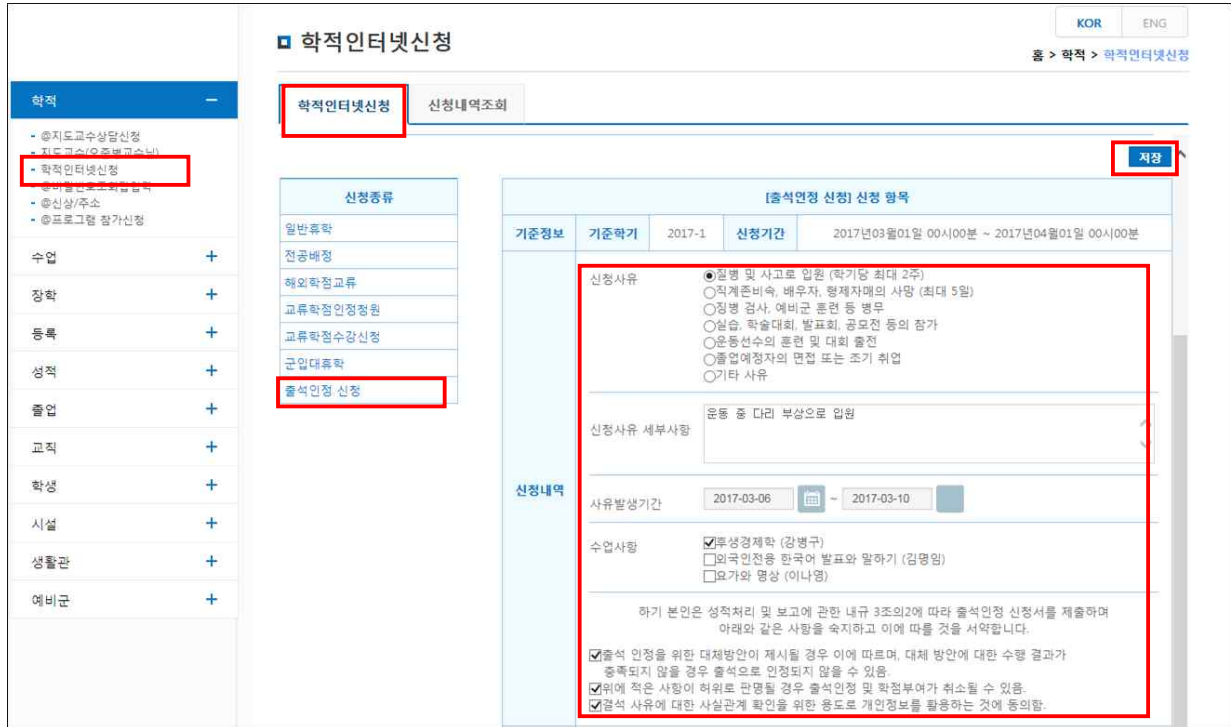 KOR ENG
학적인터넷신청
홈 > 학적 > 학적인터넷신청
학적
- @지도교수상담신청
- 지도교수(오준병교수님)
- 학적인터넷신청
- @비밀번호조회팝업학적
- @신상/주소
- @프로그램 참가신청
수업
장학
등록
성적
졸업
교직
학생
시설
생활관
예비군
학적인터넷신청 신청내역조회
저장
신청종류
일반휴학
전공배정
해외학점교류
교류학점인정청원
교류학점수강신청
군입대휴학
출석인정 신청
[출석인정 신청] 신청 항목
기준정보 기준학기 2017-1 신청기간 2017년03월01일 00시00분 ~ 2017년04월01일 00시00분
신청내역
신청사유
질병 및 사고로 입원 (학기당 최대 2주)
직계존비속, 배우자, 형제자매의 사망 (최대 5일)
징병 검사, 예비군 훈련 등 병무
실습, 학술대회, 발표회, 공모전 등의 참가
운동선수의 훈련 및 대회 출전
졸업예정자의 면접 또는 조기 취업
기타 사유
신청사유 세부사항
운동 중 다리 부상으로 입원
사유발생기간 2017-03-06 ~ 2017-03-10
수업사항
후생경제학 (강병구)
외국인전용 한국어 발표와 말하기 (김명임)
요가와 명상 (이나영)
하기 본인은 성적처리 및 보고에 관한 내규 3조의2에 따라 출석인정 신청서를 제출하며
아래와 같은 사항을 숙지하고 이에 따를 것을 서약합니다.
출석 인정을 위한 대체방안이 제시될 경우 이에 따르며, 대체 방안에 대한 수행 결과가
충족되지 않을 경우 출석으로 인정되지 않을 수 있음.
위에 적은 사항이 허위로 판명될 경우 출석인정 및 학점부여가 취소될 수 있음.
결석 사유에 대한 사실관계 확인을 위한 용도로 개인정보를 활용하는 것에 동의함.